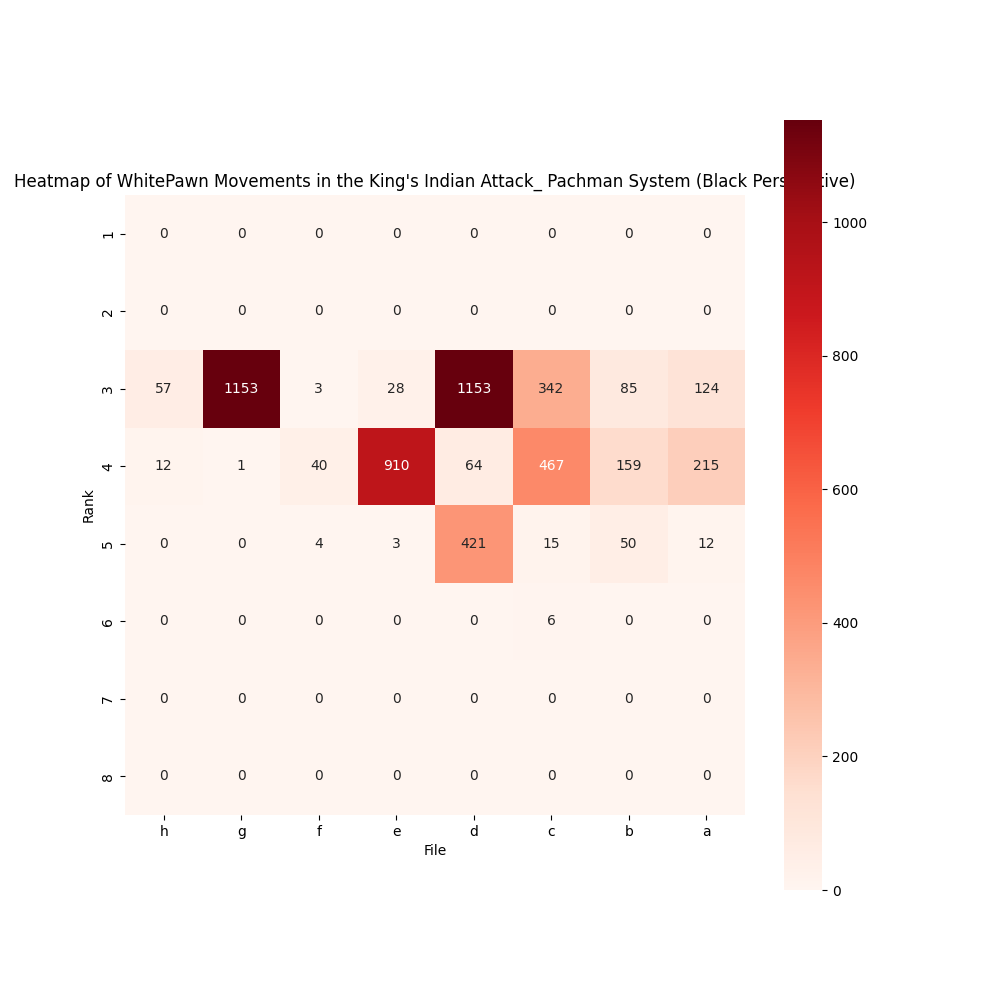 Heatmap of WhitePawn Movements in the King's Indian Attack_ Pachman System (Black Perspective)
1 0 0 0 0 0 0 0 0
2 0 0 0 0 0 0 0 0
3 57 1153 3 28 1153 342 85 124
4 12 1 40 910 64 467 159 215
5 0 0 4 3 421 15 50 12
6 0 0 0 0 0 6 0 0
7 0 0 0 0 0 0 0 0
8 0 0 0 0 0 0 0 0
Rank
h g f e d c b a
File
1000
800
600
400
200
0